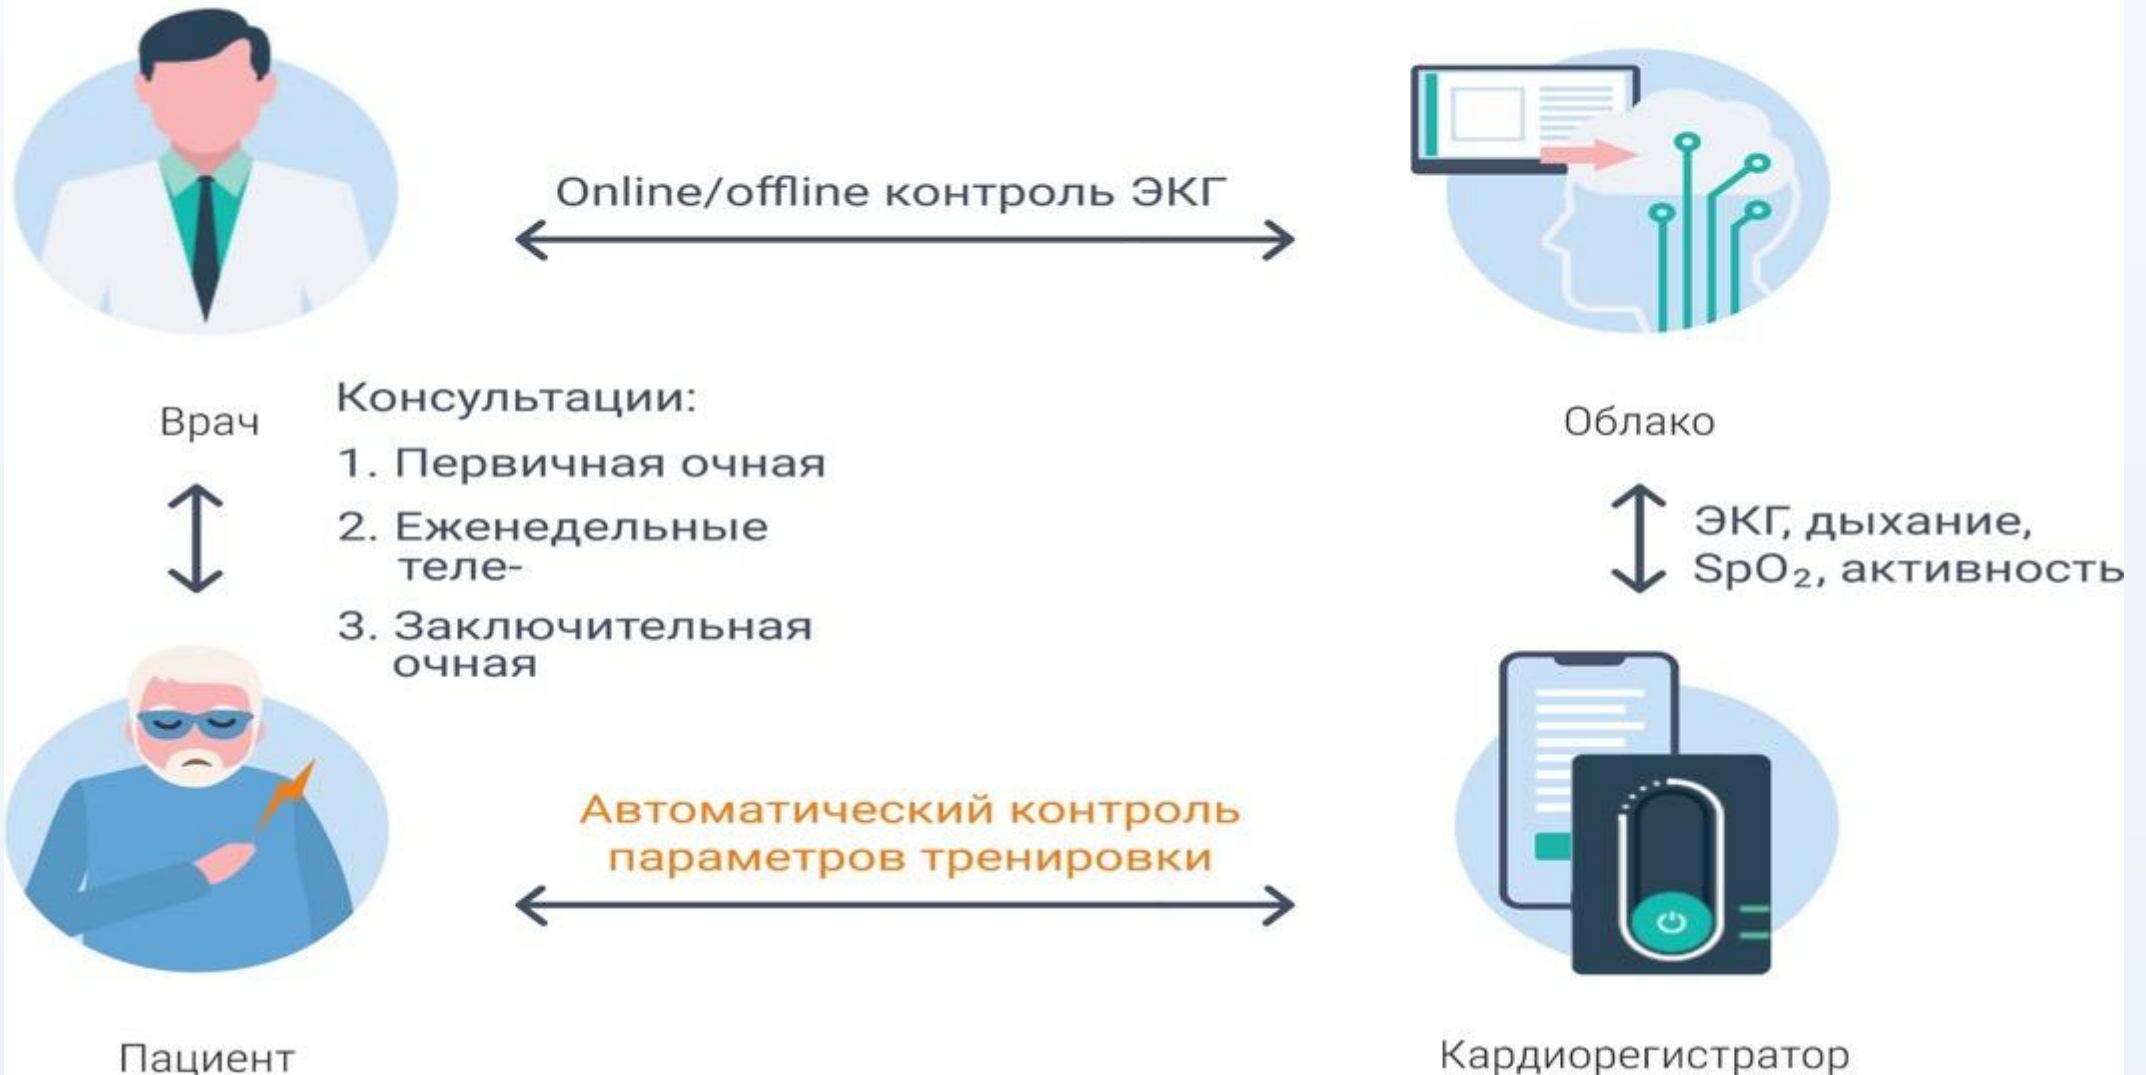 Online/offline контроль ЭКГ
Врач
Консультации:
1. Первичная очная
2. Еженедельные
теле-
3. Заключительная
очная
Облако
ЭКГ, дыхание,
SpO₂, активность
Автоматический контроль
параметров тренировки
Пациент
Кардиорегистратор